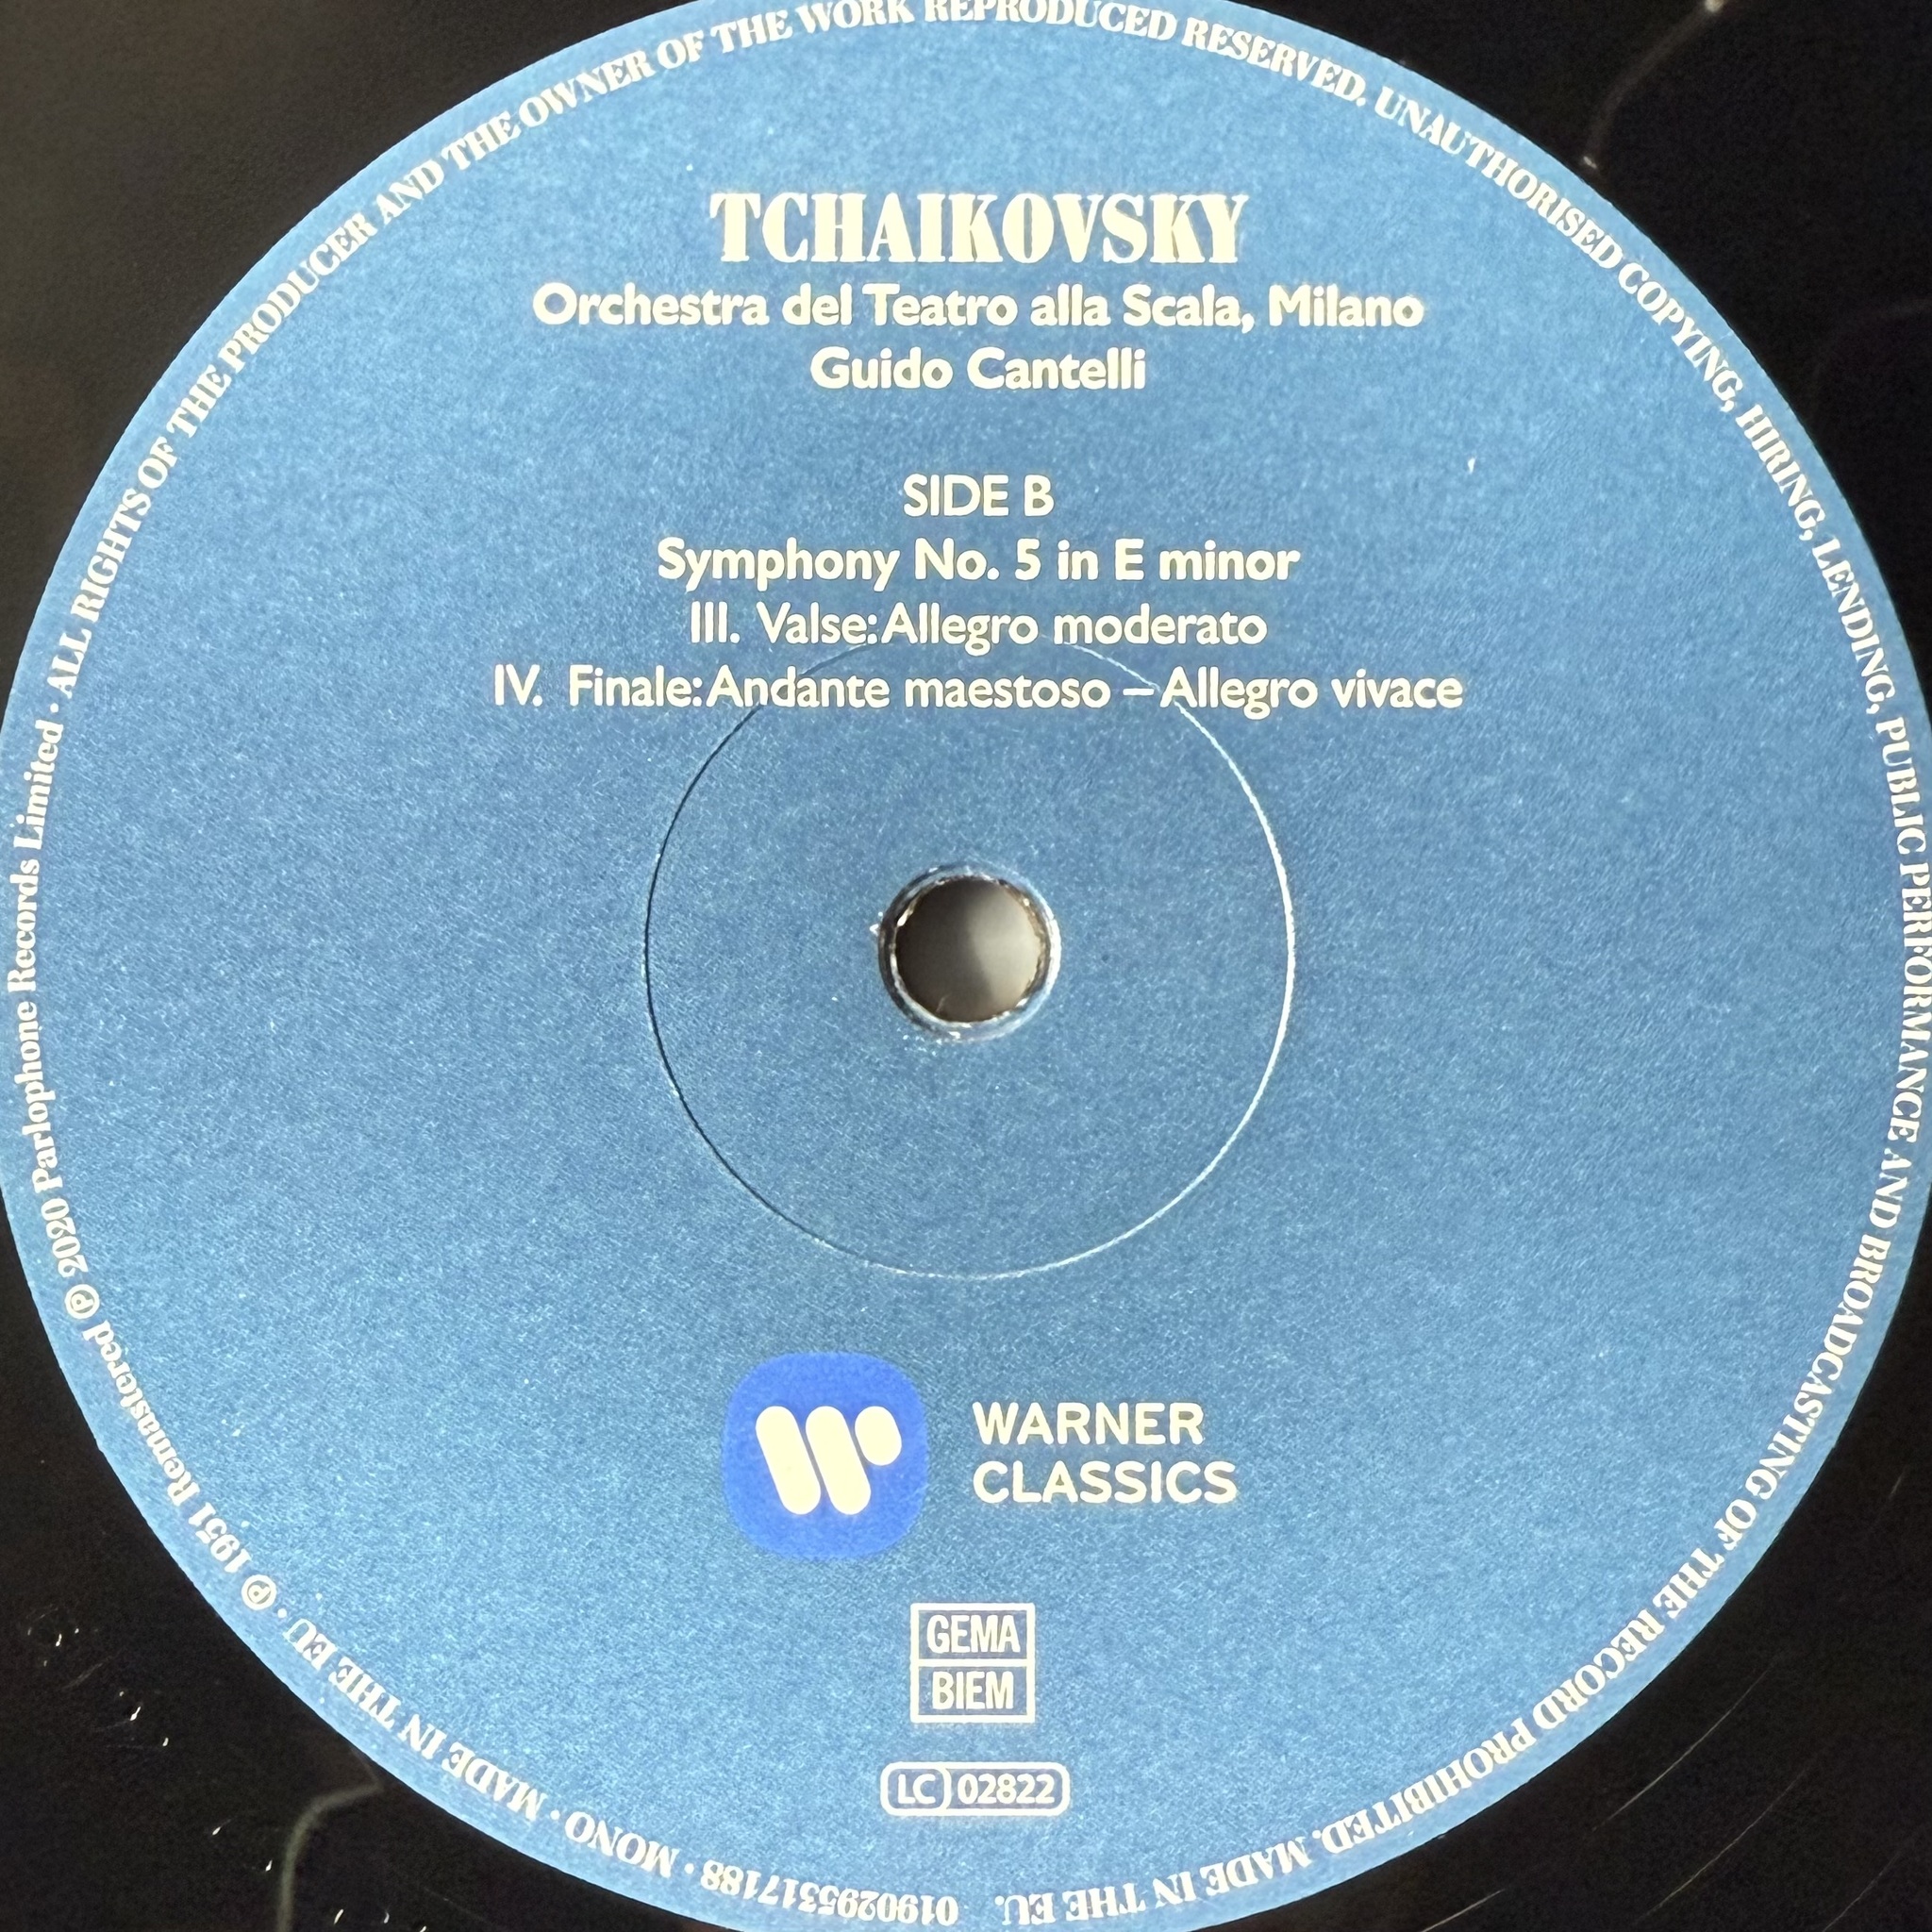 TCHAIKOVSKY
Orchestra del Teatro alla Scala, Milano
Guido Cantelli
SIDE B
Symphony No. 5 in E minor
III. Valse: Allegro moderato
IV. Finale: Andante maestoso – Allegro vivace
WARNER
CLASSICS
GEMA
BIEM
LC 02822
0190295317188 • MONO • MADE IN THE EU • ℗ 1951 Remastered ℗ 2020 Parlophone Records Limited • ALL RIGHTS OF THE PRODUCER AND THE OWNER OF THE WORK REPRODUCED RESERVED. UNAUTHORISED COPYING, HIRING, LENDING, PUBLIC PERFORMANCE AND BROADCASTING OF THE RECORD PROHIBITED. MADE IN THE EU.